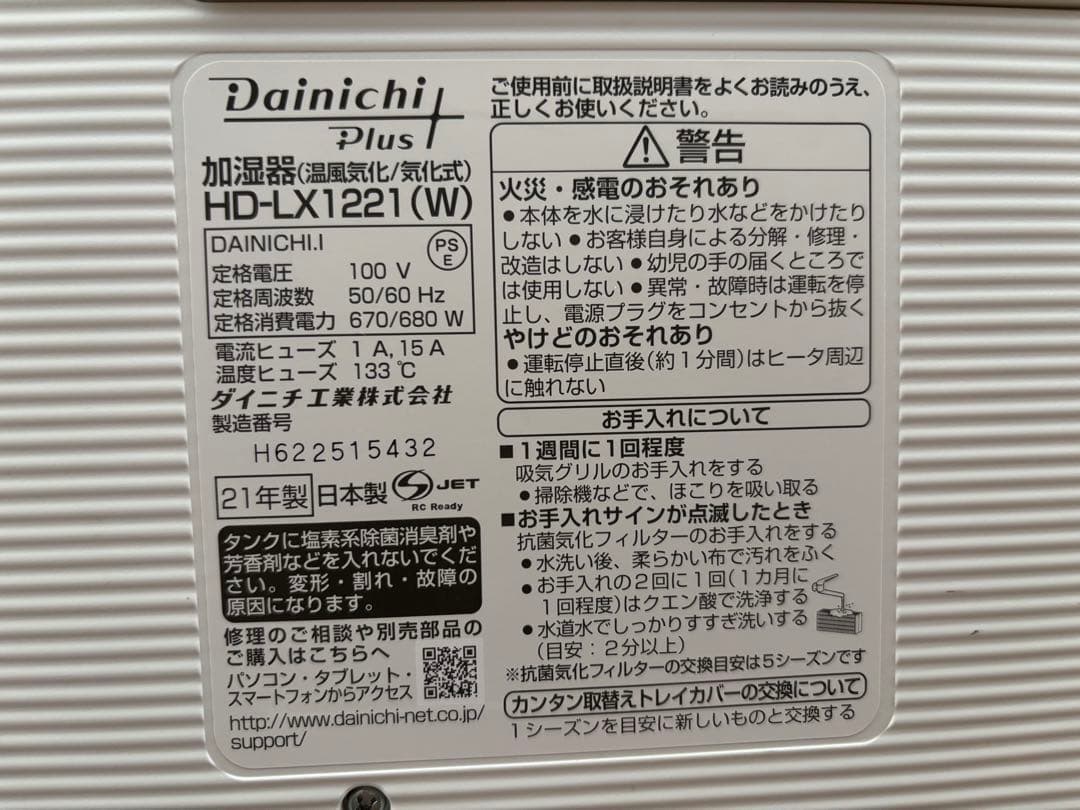 Dainichi
Plus
加湿器(温風気化/気化式)
HD-LX1221(W)
DAINICHI.I
PS
E
定格電圧 100 V
定格周波数 50/60 Hz
定格消費電力 670/680 W
電流ヒューズ 1 A, 15 A
温度ヒューズ 133 ℃
ダイニチ工業株式会社
製造番号
H622515432
21年製 日本製 S JET
RC Ready
タンクに塩素系除菌消臭剤や
芳香剤などを入れないでくだ
さい。変形・割れ・故障の
原因になります。
修理のご相談や別売部品の
ご購入はこちらへ
パソコン・タブレット・
スマートフォンからアクセス
http://www.dainichi-net.co.jp/
support/
ご使用前に取扱説明書をよくお読みのうえ、
正しくお使いください。
警告
火災・感電のおそれあり
●本体を水に浸けたり水などをかけたり
しない ●お客様自身による分解・修理・
改造はしない ●幼児の手の届くところで
は使用しない ●異常・故障時は運転を停
止し、電源プラグをコンセントから抜く
やけどのおそれあり
●運転停止直後(約1分間)はヒータ周辺
に触れない
お手入れについて
■1週間に1回程度
吸気グリルのお手入れをする
●掃除機などで、ほこりを吸い取る
■お手入れサインが点滅したとき
抗菌気化フィルターのお手入れをする
●水洗い後、柔らかい布で汚れをふく
●お手入れの2回に1回(1カ月に
1回程度)はクエン酸で洗浄する
●水道水でしっかりすすぎ洗いする
(目安:2分以上)
※抗菌気化フィルターの交換目安は5シーズンです
カンタン取替えトレイカバーの交換について
1シーズンを目安に新しいものと交換する